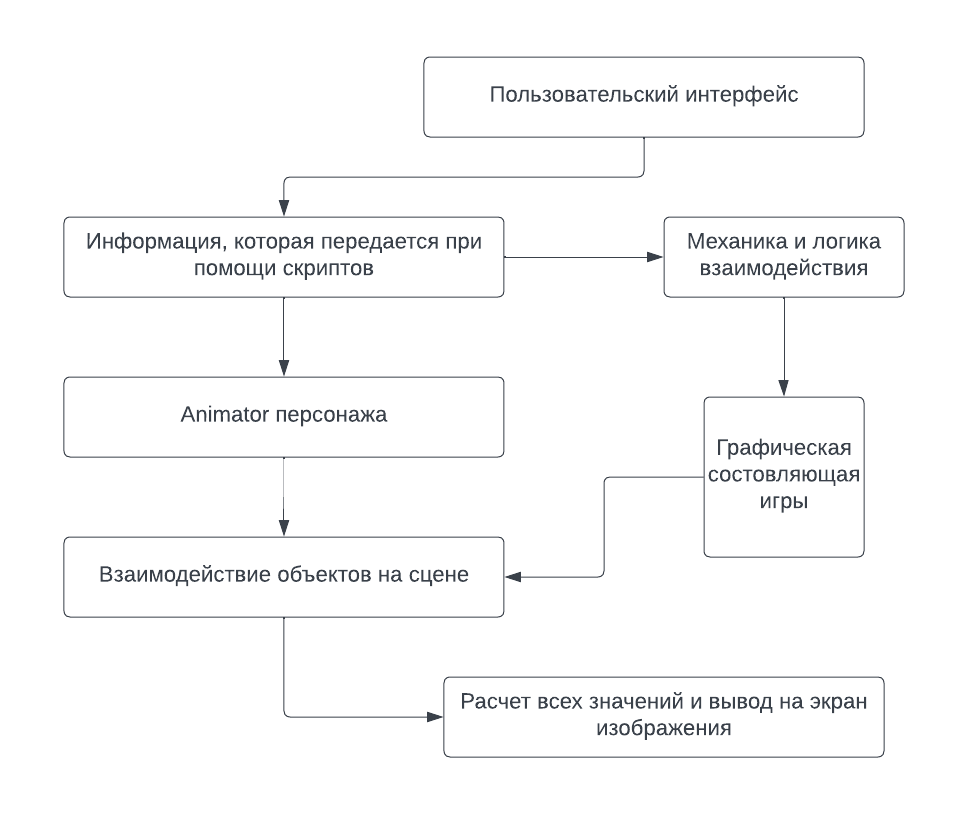 Пользовательский интерфейс
Информация, которая передается при
помощи скриптов
Механика и логика
взаимодействия
Animator персонажа
Графическая
состовляющая
игры
Взаимодействие объектов на сцене
Расчет всех значений и вывод на экран
изображения